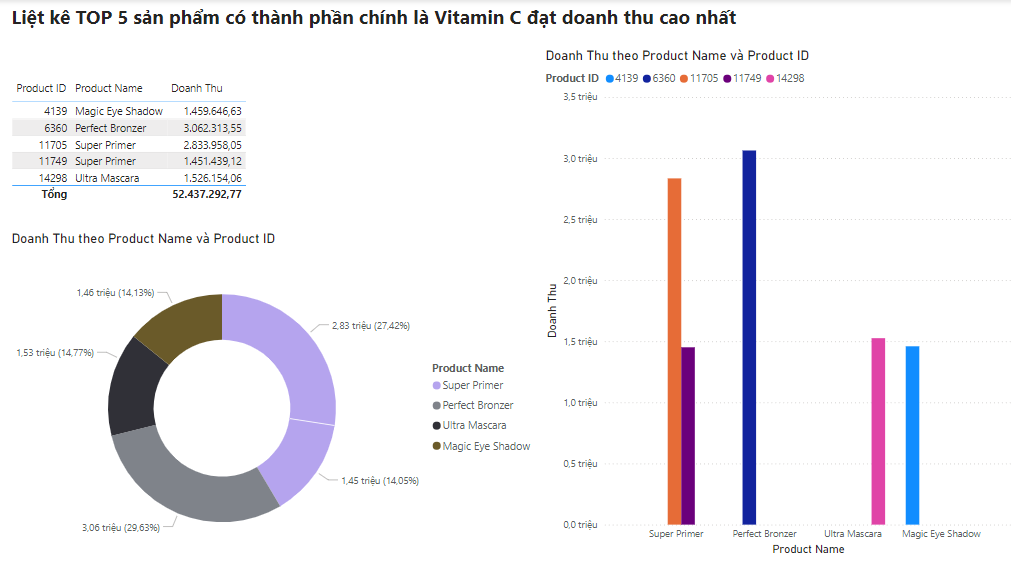 Liệt kê TOP 5 sản phẩm có thành phần chính là Vitamin C đạt doanh thu cao nhất
Product ID Product Name Doanh Thu
4139 Magic Eye Shadow 1.459.646,63
6360 Perfect Bronzer 3.062.313,55
11705 Super Primer 2.833.958,05
11749 Super Primer 1.451.439,12
14298 Ultra Mascara 1.526.154,06
Tổng 52.437.292,77
Doanh Thu theo Product Name và Product ID
1,46 triệu (14,13%)
2,83 triệu (27,42%)
1,53 triệu (14,77%)
1,45 triệu (14,05%)
3,06 triệu (29,63%)
Product Name
Super Primer
Perfect Bronzer
Ultra Mascara
Magic Eye Shadow
Doanh Thu theo Product Name và Product ID
Product ID 4139 6360 11705 11749 14298
3,5 triệu
3,0 triệu
2,5 triệu
2,0 triệu
1,5 triệu
1,0 triệu
0,5 triệu
0,0 triệu
Doanh Thu
Super Primer Perfect Bronzer Ultra Mascara Magic Eye Shadow
Product Name